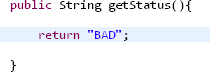 public String getStatus(){
return "BAD";
}